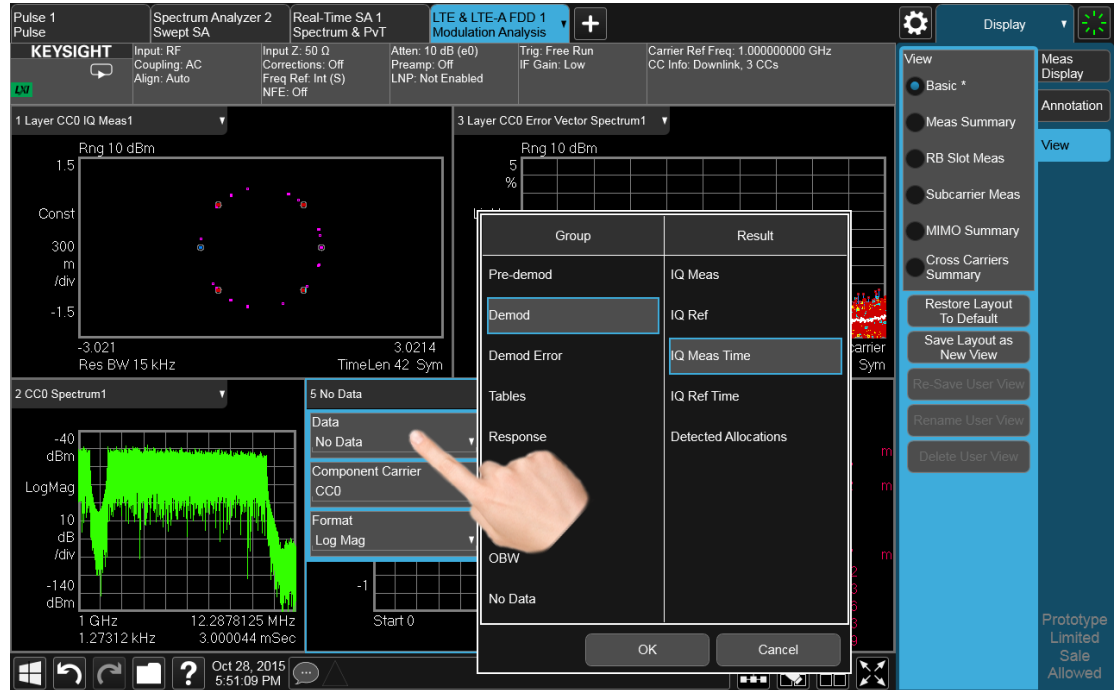 Pulse 1
Pulse
Spectrum Analyzer 2
Swept SA
Real-Time SA 1
Spectrum & PvT
LTE & LTE-A FDD 1
Modulation Analysis
Display
KEYSIGHT
LXI
Input: RF
Coupling: AC
Align: Auto
Input Z: 50 Ω
Corrections: Off
Freq Ref: Int (S)
NFE: Off
Atten: 10 dB (e0)
Preamp: Off
LNP: Not Enabled
Trig: Free Run
IF Gain: Low
Carrier Ref Freq: 1.000000000 GHz
CC Info: Downlink, 3 CCs
1 Layer CC0 IQ Meas1
Rng 10 dBm
1.5
Const
300
m
/div
-1.5
-3.021
3.0214
Res BW 15 kHz
TimeLen 42 Sym
3 Layer CC0 Error Vector Spectrum1
Rng 10 dBm
5
%
carrier
Sym
2 CC0 Spectrum1
-40
dBm
LogMag
10
dB
/div
-140
dBm
1 GHz
12.2878125 MHz
1.27312 kHz
3.000044 mSec
5 No Data
Data
No Data
Component Carrier
CC0
Format
Log Mag
-1
Start 0
m
m
2
3
6
3
9
Group
Result
Pre-demod
Demod
Demod Error
Tables
Response
OBW
No Data
IQ Meas
IQ Ref
IQ Meas Time
IQ Ref Time
Detected Allocations
OK
Cancel
View
Basic *
Meas Summary
RB Slot Meas
Subcarrier Meas
MIMO Summary
Cross Carriers
Summary
Restore Layout
To Default
Save Layout as
New View
Re-Save User View
Rename User View
Delete User View
Meas
Display
Annotation
View
Prototype
Limited
Sale
Allowed
?
Oct 28, 2015
5:51:09 PM